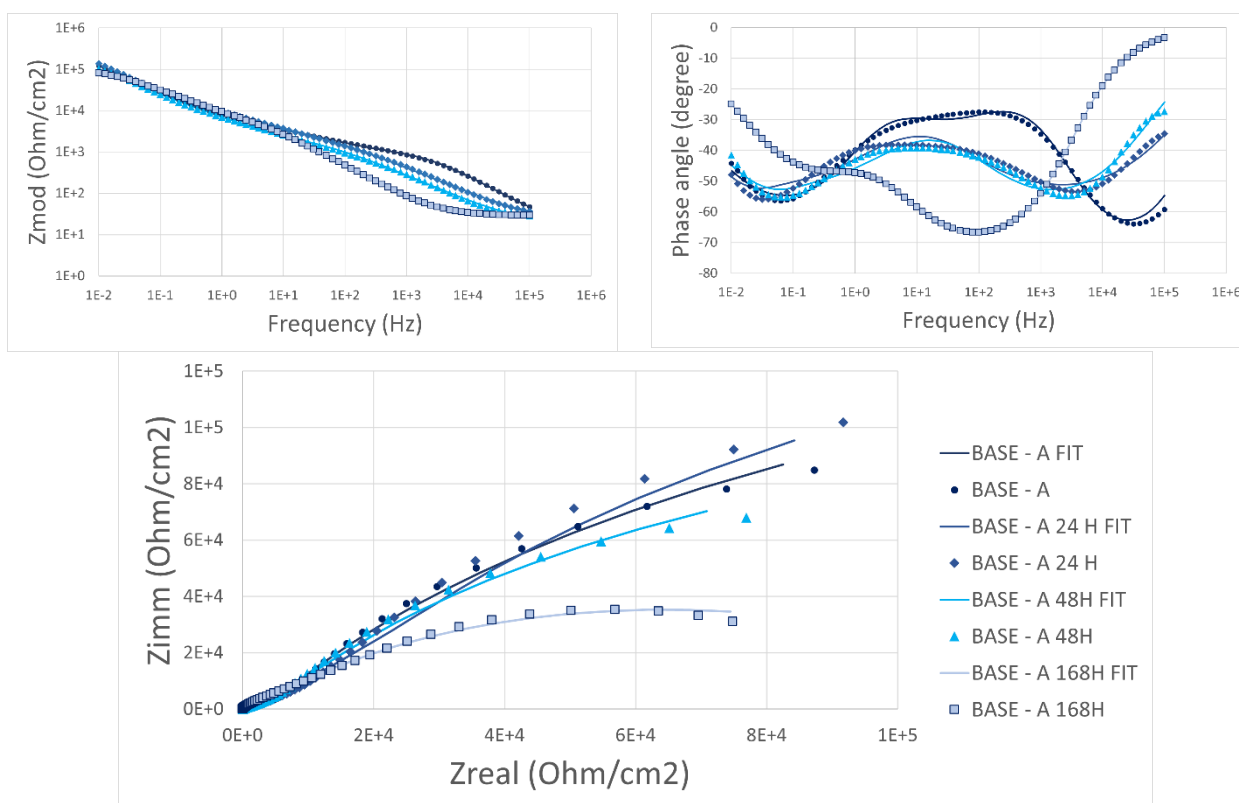 Zmod (Ohm/cm2)
1E+6
1E+5
1E+4
1E+3
1E+2
1E+1
1E+0
1E-2 1E-1 1E+0 1E+1 1E+2 1E+3 1E+4 1E+5 1E+6
Frequency (Hz)
Phase angle (degree)
0
-10
-20
-30
-40
-50
-60
-70
-80
1E-2 1E-1 1E+0 1E+1 1E+2 1E+3 1E+4 1E+5 1E+6
Frequency (Hz)
Zimm (Ohm/cm2)
1E+5
1E+5
8E+4
6E+4
4E+4
2E+4
0E+0
0E+0 2E+4 4E+4 6E+4 8E+4 1E+5
Zreal (Ohm/cm2)
BASE - A FIT
BASE - A
BASE - A 24 H FIT
BASE - A 24 H
BASE - A 48H FIT
BASE - A 48H
BASE - A 168H FIT
BASE - A 168H